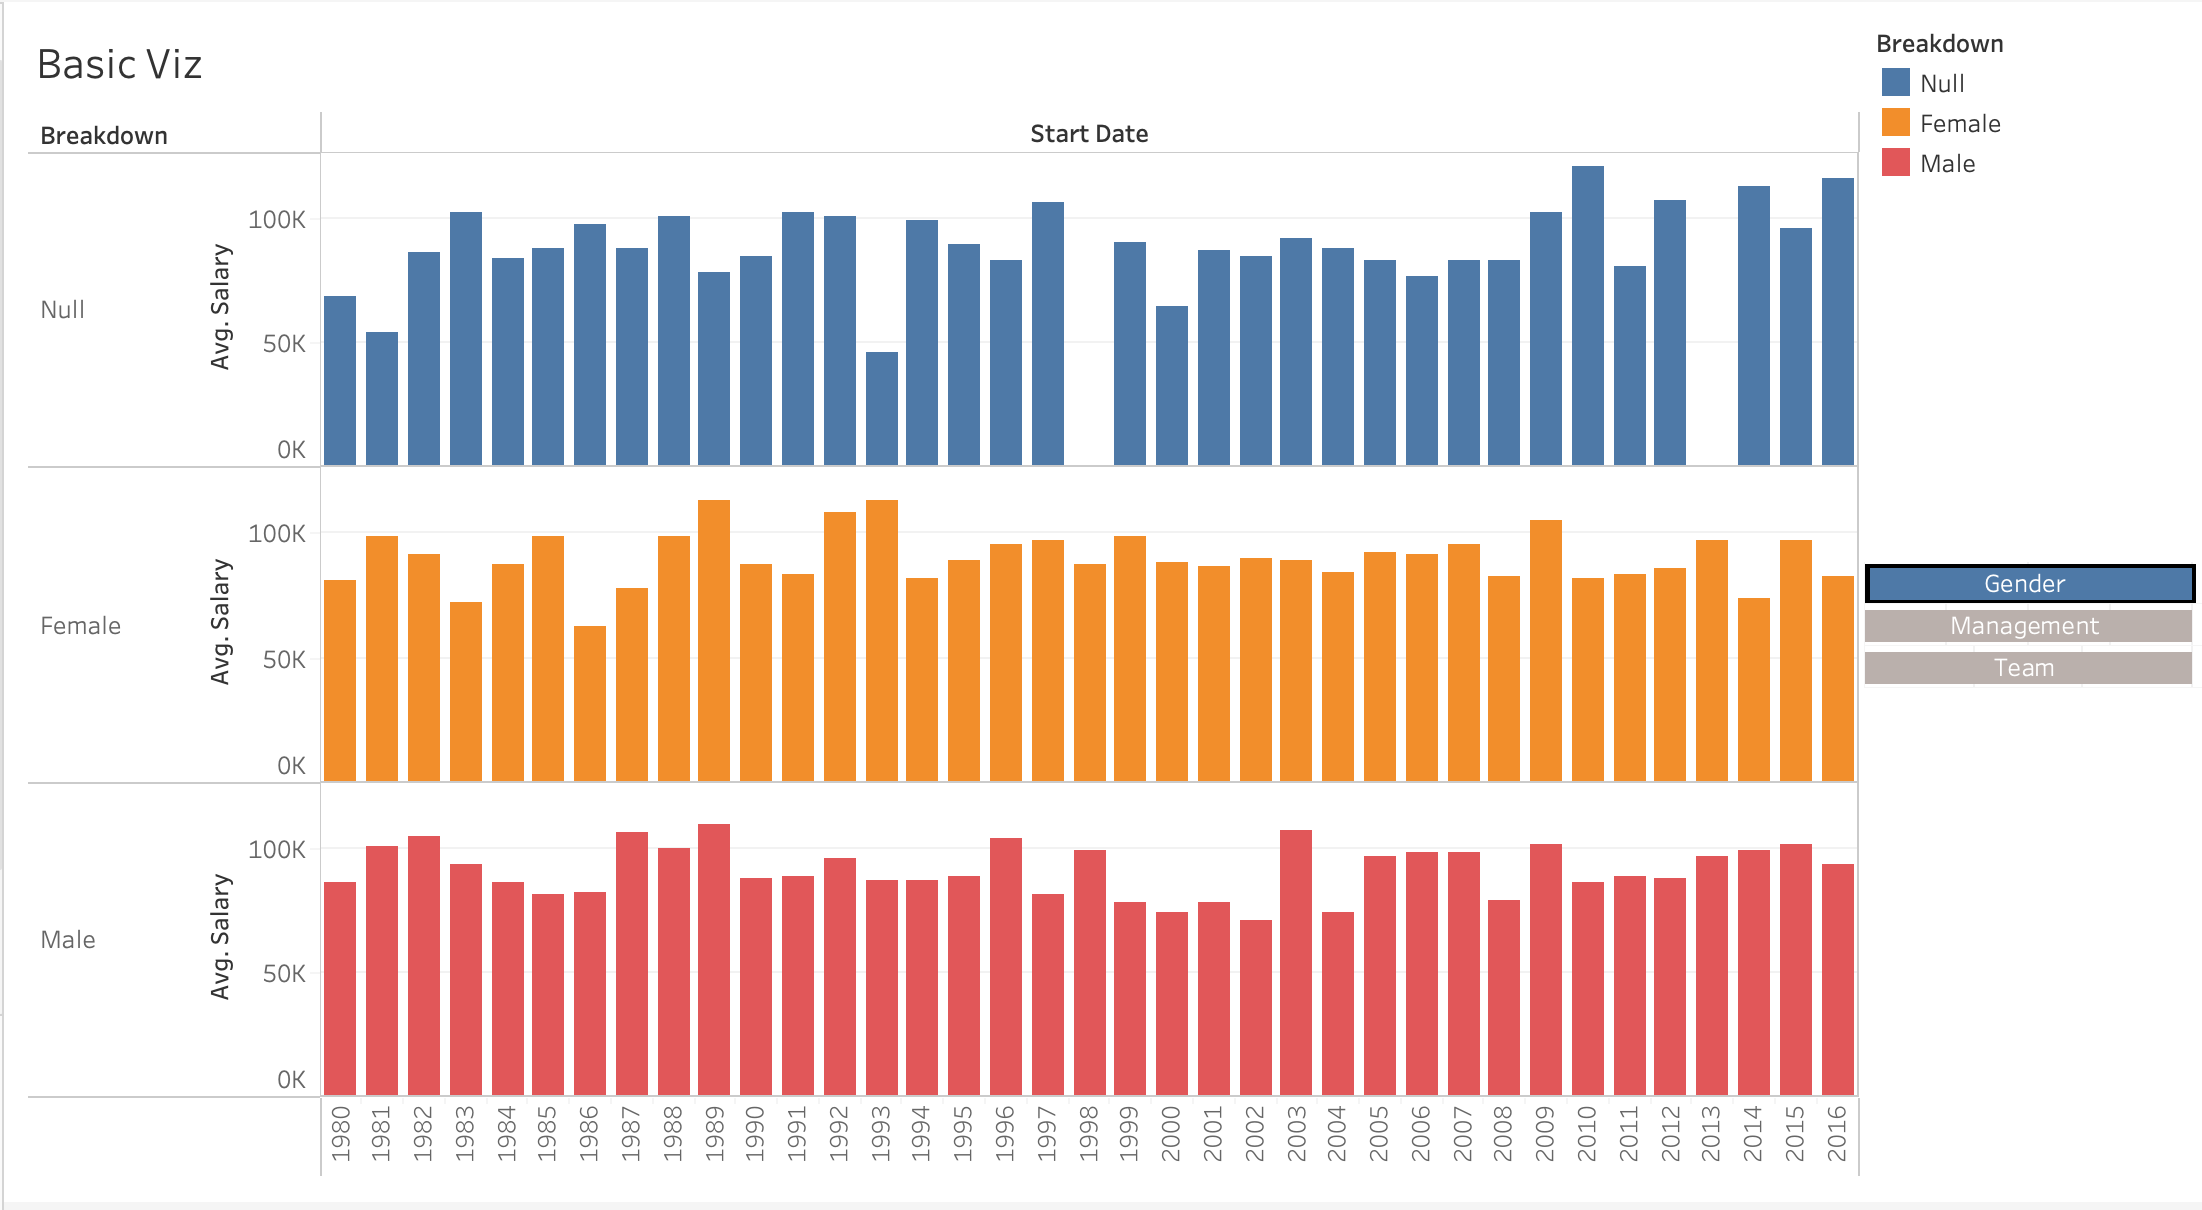 Basic Viz
Breakdown
Start Date
Null
Avg. Salary
100K
50K
0K
Female
Avg. Salary
100K
50K
0K
Male
Avg. Salary
100K
50K
0K
1980
1981
1982
1983
1984
1985
1986
1987
1988
1989
1990
1991
1992
1993
1994
1995
1996
1997
1998
1999
2000
2001
2002
2003
2004
2005
2006
2007
2008
2009
2010
2011
2012
2013
2014
2015
2016
Breakdown
Null
Female
Male
Gender
Management
Team